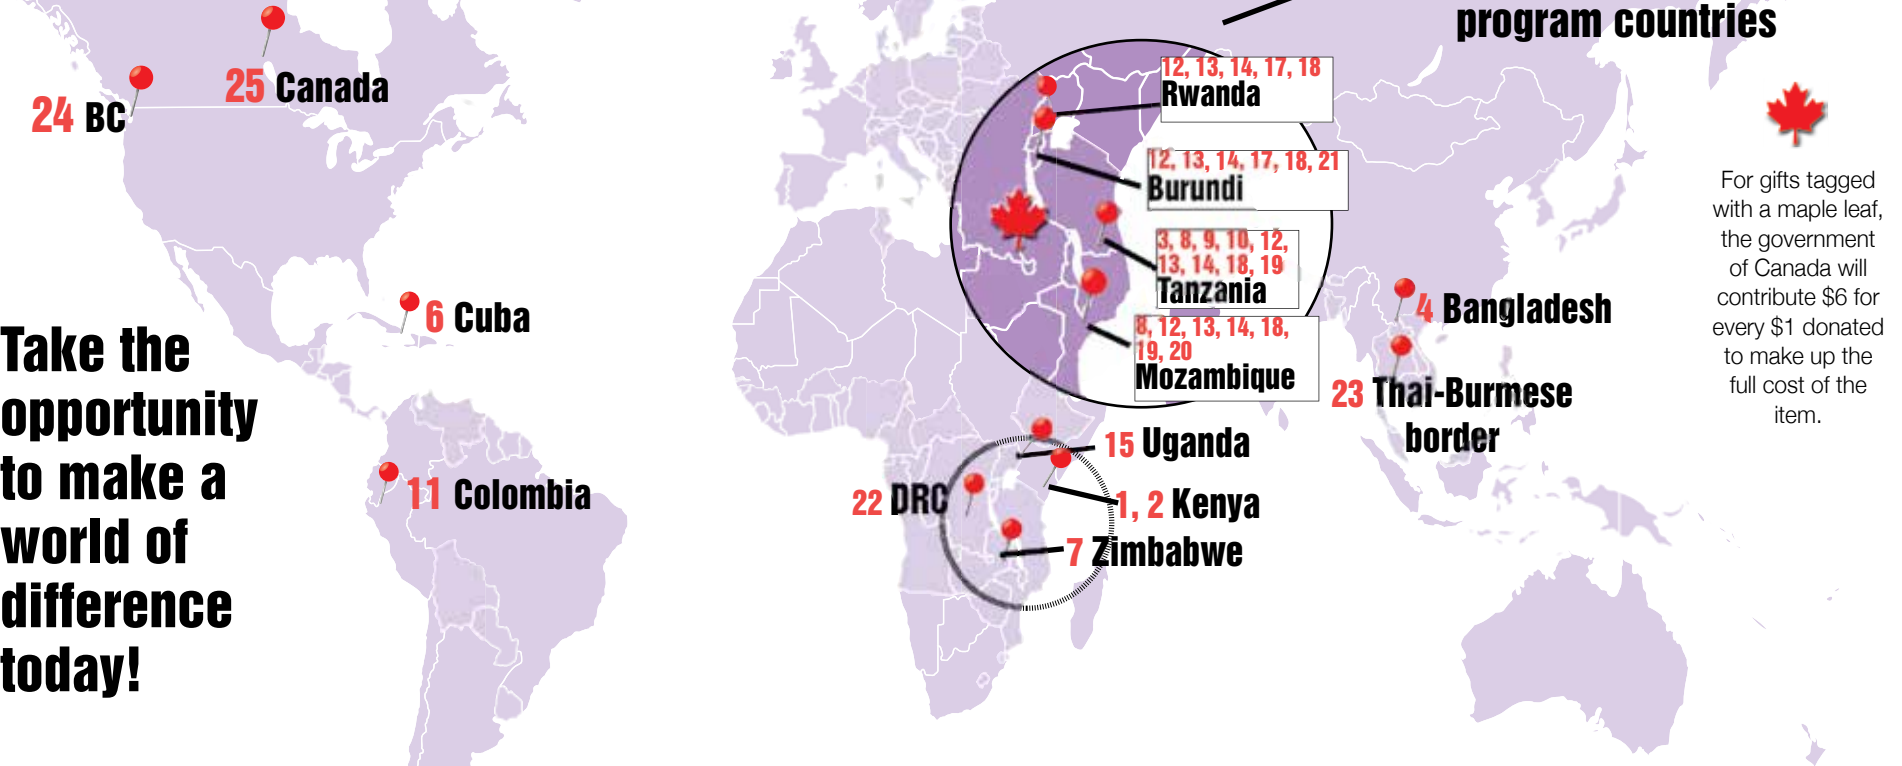 program countries
25 Canada
24 BC
12, 13, 14, 17, 18
Rwanda
12, 13, 14, 17, 18, 21
Burundi
3, 8, 9, 10, 12,
13, 14, 18, 19
Tanzania
8, 12, 13, 14, 18,
19, 20
Mozambique
6 Cuba
4 Bangladesh
23 Thai-Burmese
border
15 Uganda
11 Colombia
22 DRC
1, 2 Kenya
7 Zimbabwe
Take the
opportunity
to make a
world of
difference
today!
For gifts tagged
with a maple leaf,
the government
of Canada will
contribute $6 for
every $1 donated
to make up the
full cost of the
item.